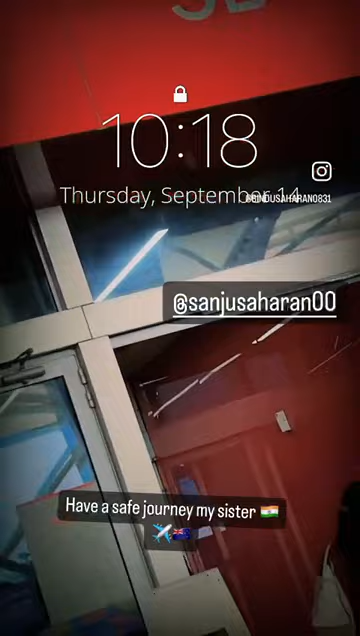 10:18
Thursday, September 14
@BINDUSAHARAN0831
@sanjusaharan00
Have a safe journey my sister 🇮🇳
✈️🇳🇿